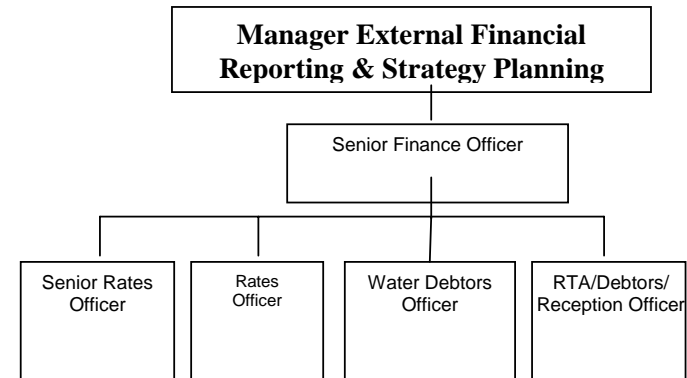 Manager External Financial
Reporting & Strategy Planning
Senior Finance Officer
Senior Rates
Officer
Rates
Officer
Water Debtors
Officer
RTA/Debtors/
Reception Officer